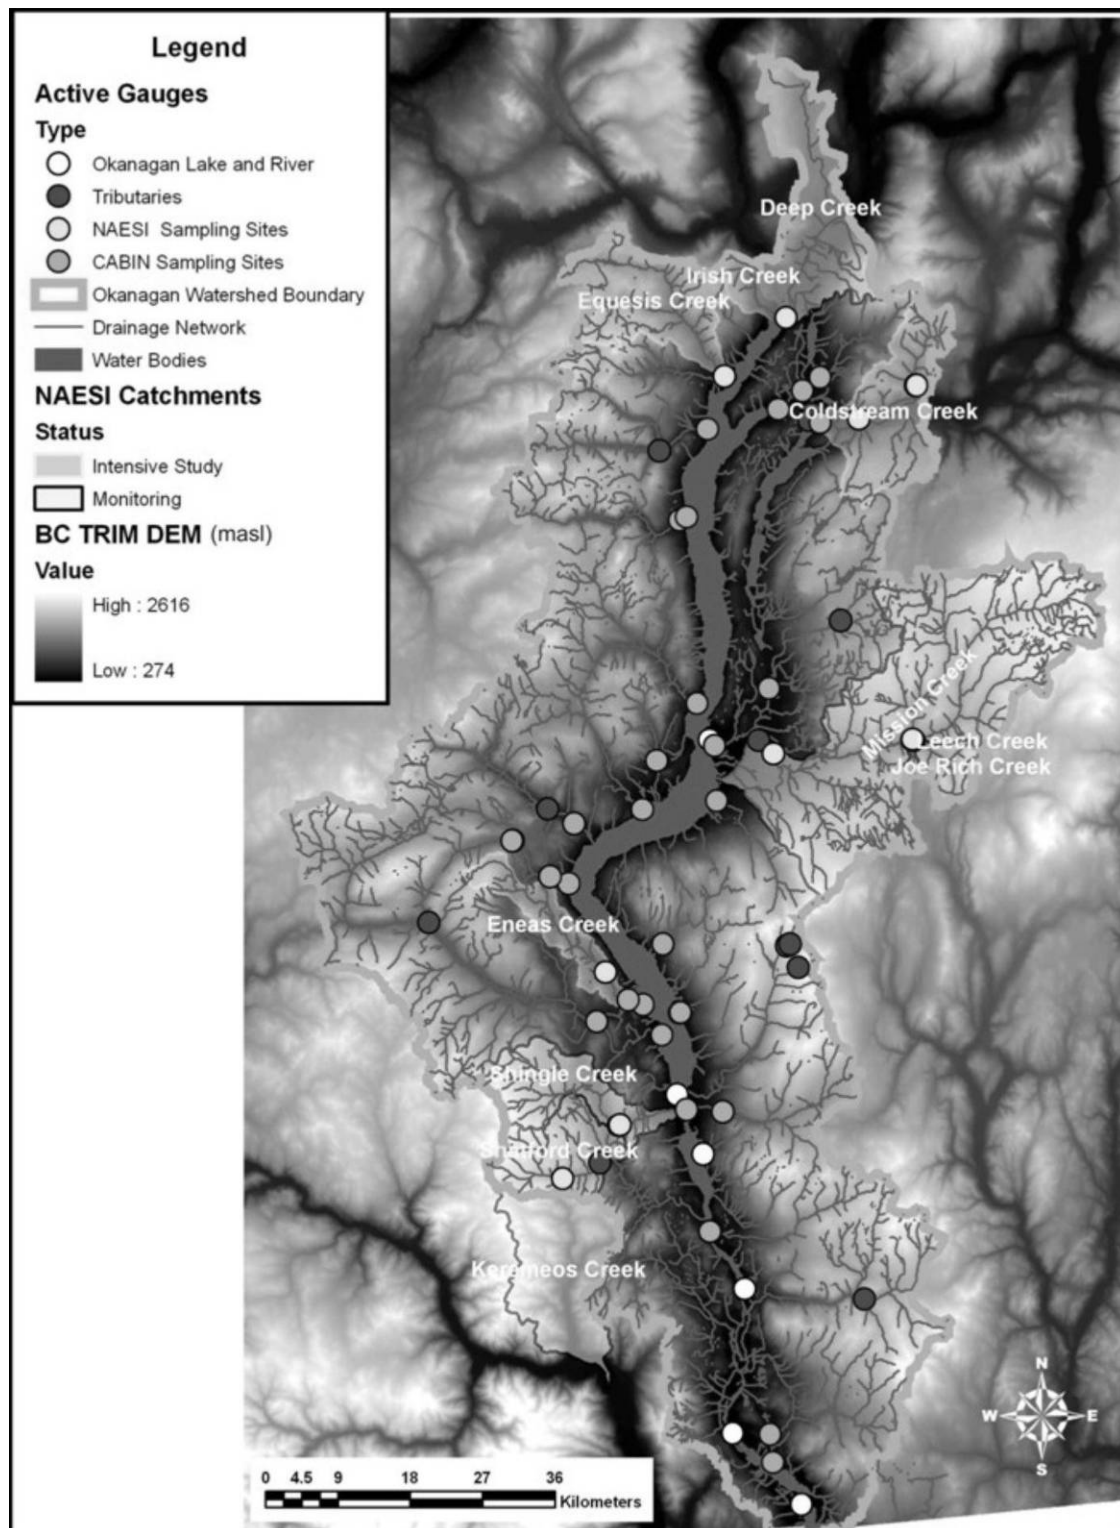 Legend
Active Gauges
Type
Okanagan Lake and River
Tributaries
NAESI Sampling Sites
CABIN Sampling Sites
Okanagan Watershed Boundary
Drainage Network
Water Bodies
NAESI Catchments
Status
Intensive Study
Monitoring
BC TRIM DEM (masl)
Value
High : 2616
Low : 274
Deep Creek
Irish Creek
Equesis Creek
Coldstream Creek
Mission Creek
Leech Creek
Joe Rich Creek
Eneas Creek
Shingle Creek
Creek
Keremeos Creek
N
W E
S
0 4.5 9 18 27 36
Kilometers